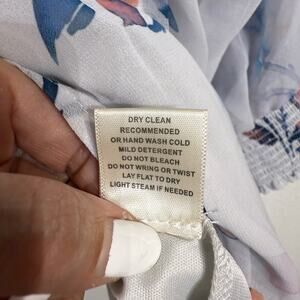 DRY CLEAN
RECOMMENDED
OR HAND WASH COLD
MILD DETERGENT
DO NOT BLEACH
DO NOT WRING OR TWIST
LAY FLAT TO DRY
LIGHT STEAM IF NEEDED